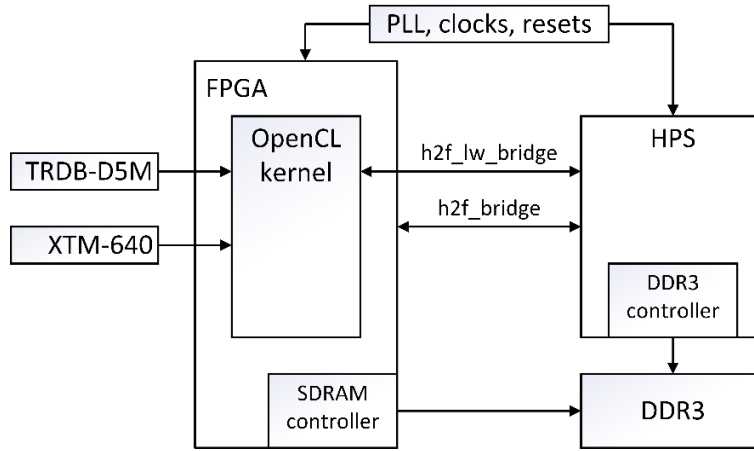 PLL, clocks, resets
FPGA
OpenCL
kernel
HPS
TRDB-D5M
XTM-640
h2f_lw_bridge
h2f_bridge
DDR3
controller
SDRAM
controller
DDR3